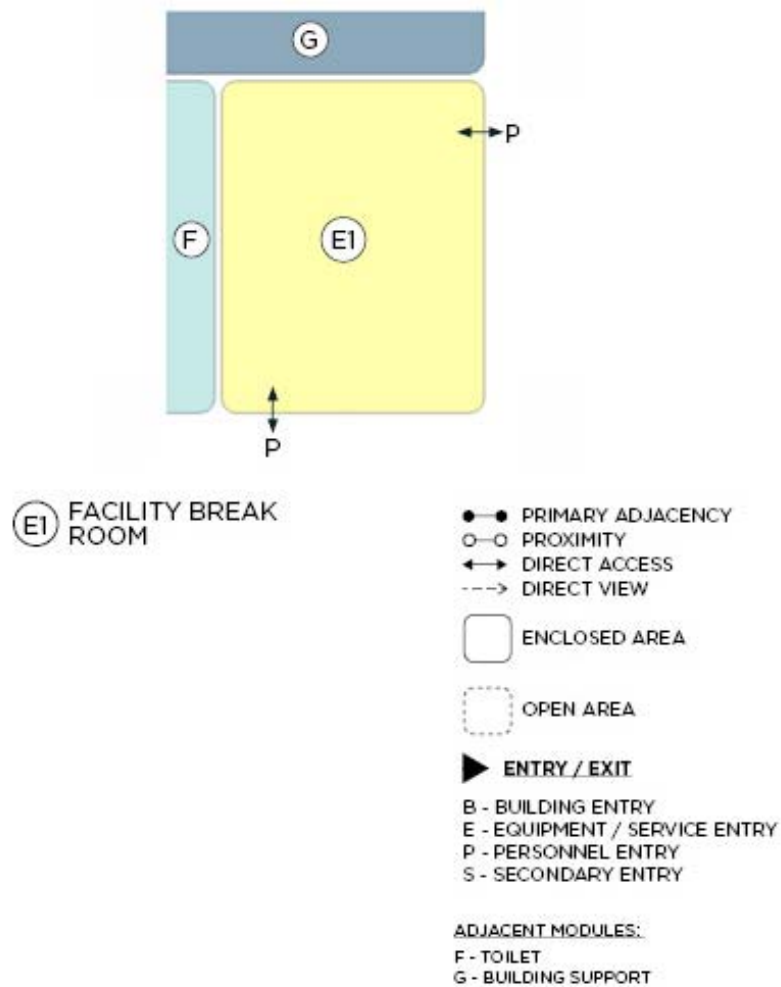 G
P
F
E1
P
E1 FACILITY BREAK
ROOM
PRIMARY ADJACENCY
PROXIMITY
DIRECT ACCESS
DIRECT VIEW
ENCLOSED AREA
OPEN AREA
ENTRY / EXIT
B - BUILDING ENTRY
E - EQUIPMENT / SERVICE ENTRY
P - PERSONNEL ENTRY
S - SECONDARY ENTRY
ADJACENT MODULES:
F - TOILET
G - BUILDING SUPPORT